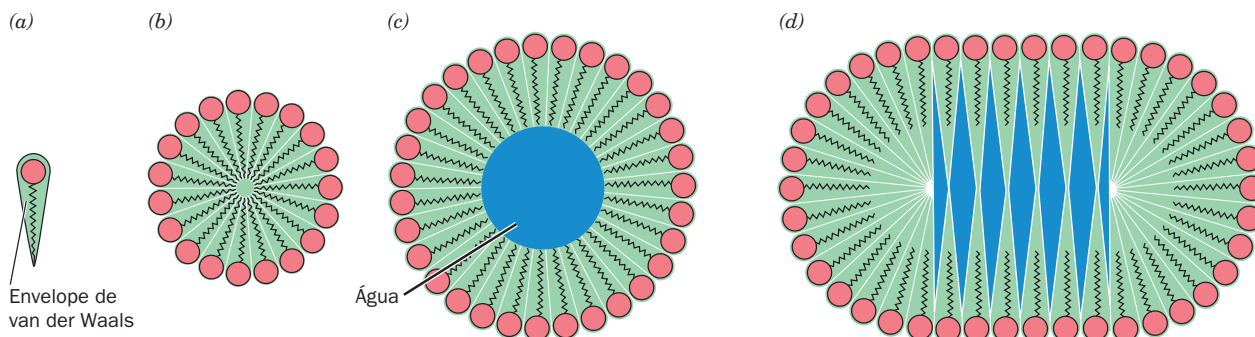 (a)
(b)
(c)
(d)
Envelope de
van der Waals
Água